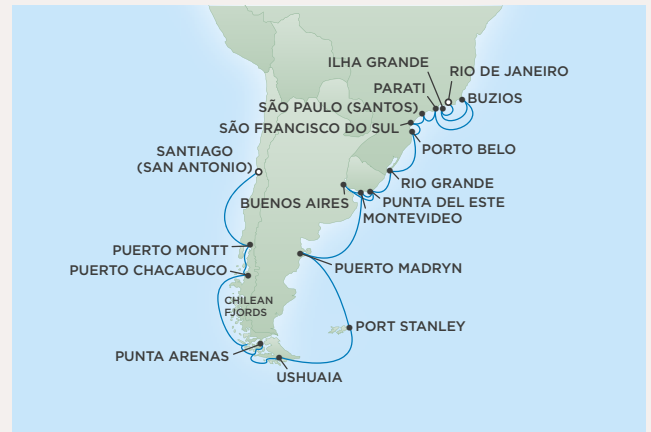 ILHA GRANDE
RIO DE JANEIRO
PARATI
BUZIOS
SÃO PAULO (SANTOS)
SÃO FRANCISCO DO SUL
PORTO BELO
SANTIAGO
(SAN ANTONIO)
RIO GRANDE
PUNTA DEL ESTE
BUENOS AIRES
MONTEVIDEO
PUERTO MONTT
PUERTO MADRYN
PUERTO CHACABUCO
CHILEAN
FJORDS
PORT STANLEY
PUNTA ARENAS
USHUAIA